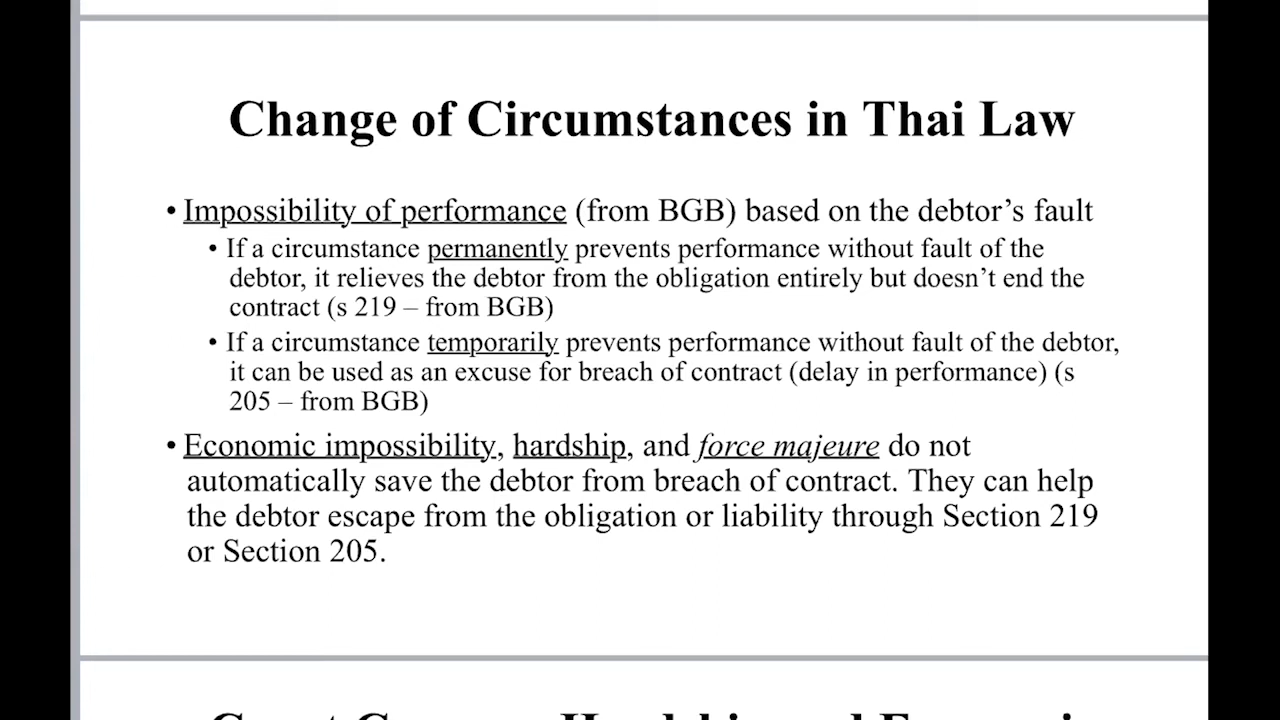 Change of Circumstances in Thai Law
• Impossibility of performance (from BGB) based on the debtor’s fault
• If a circumstance permanently prevents performance without fault of the
debtor, it relieves the debtor from the obligation entirely but doesn’t end the
contract (s 219 – from BGB)
• If a circumstance temporarily prevents performance without fault of the debtor,
it can be used as an excuse for breach of contract (delay in performance) (s
205 – from BGB)
• Economic impossibility, hardship, and force majeure do not
automatically save the debtor from breach of contract. They can help
the debtor escape from the obligation or liability through Section 219
or Section 205.